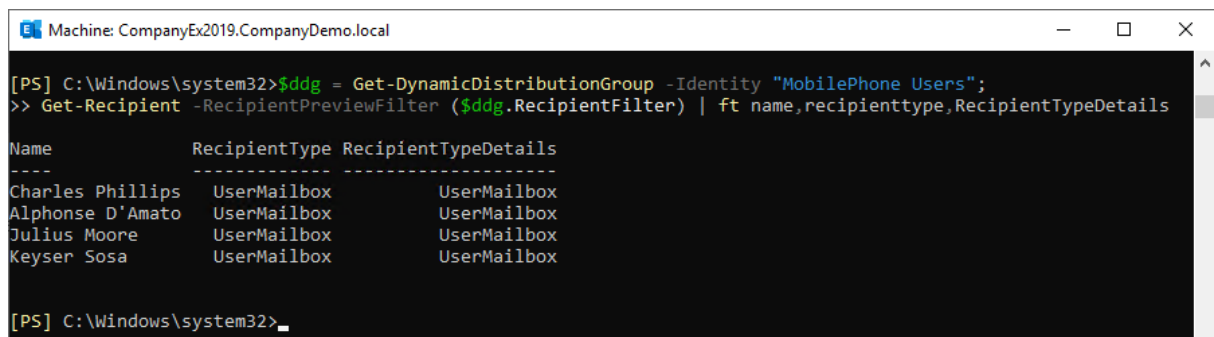 E Machine: CompanyEx2019.CompanyDemo.local
[PS] C:\Windows\system32>$ddg = Get-DynamicDistributionGroup -Identity "MobilePhone Users";
>> Get-Recipient -RecipientPreviewFilter ($ddg.RecipientFilter) | ft name,recipienttype,RecipientTypeDetails
Name RecipientType RecipientTypeDetails
---- ------------- --------------------
Charles Phillips UserMailbox UserMailbox
Alphonse D'Amato UserMailbox UserMailbox
Julius Moore UserMailbox UserMailbox
Keyser Sosa UserMailbox UserMailbox
[PS] C:\Windows\system32>